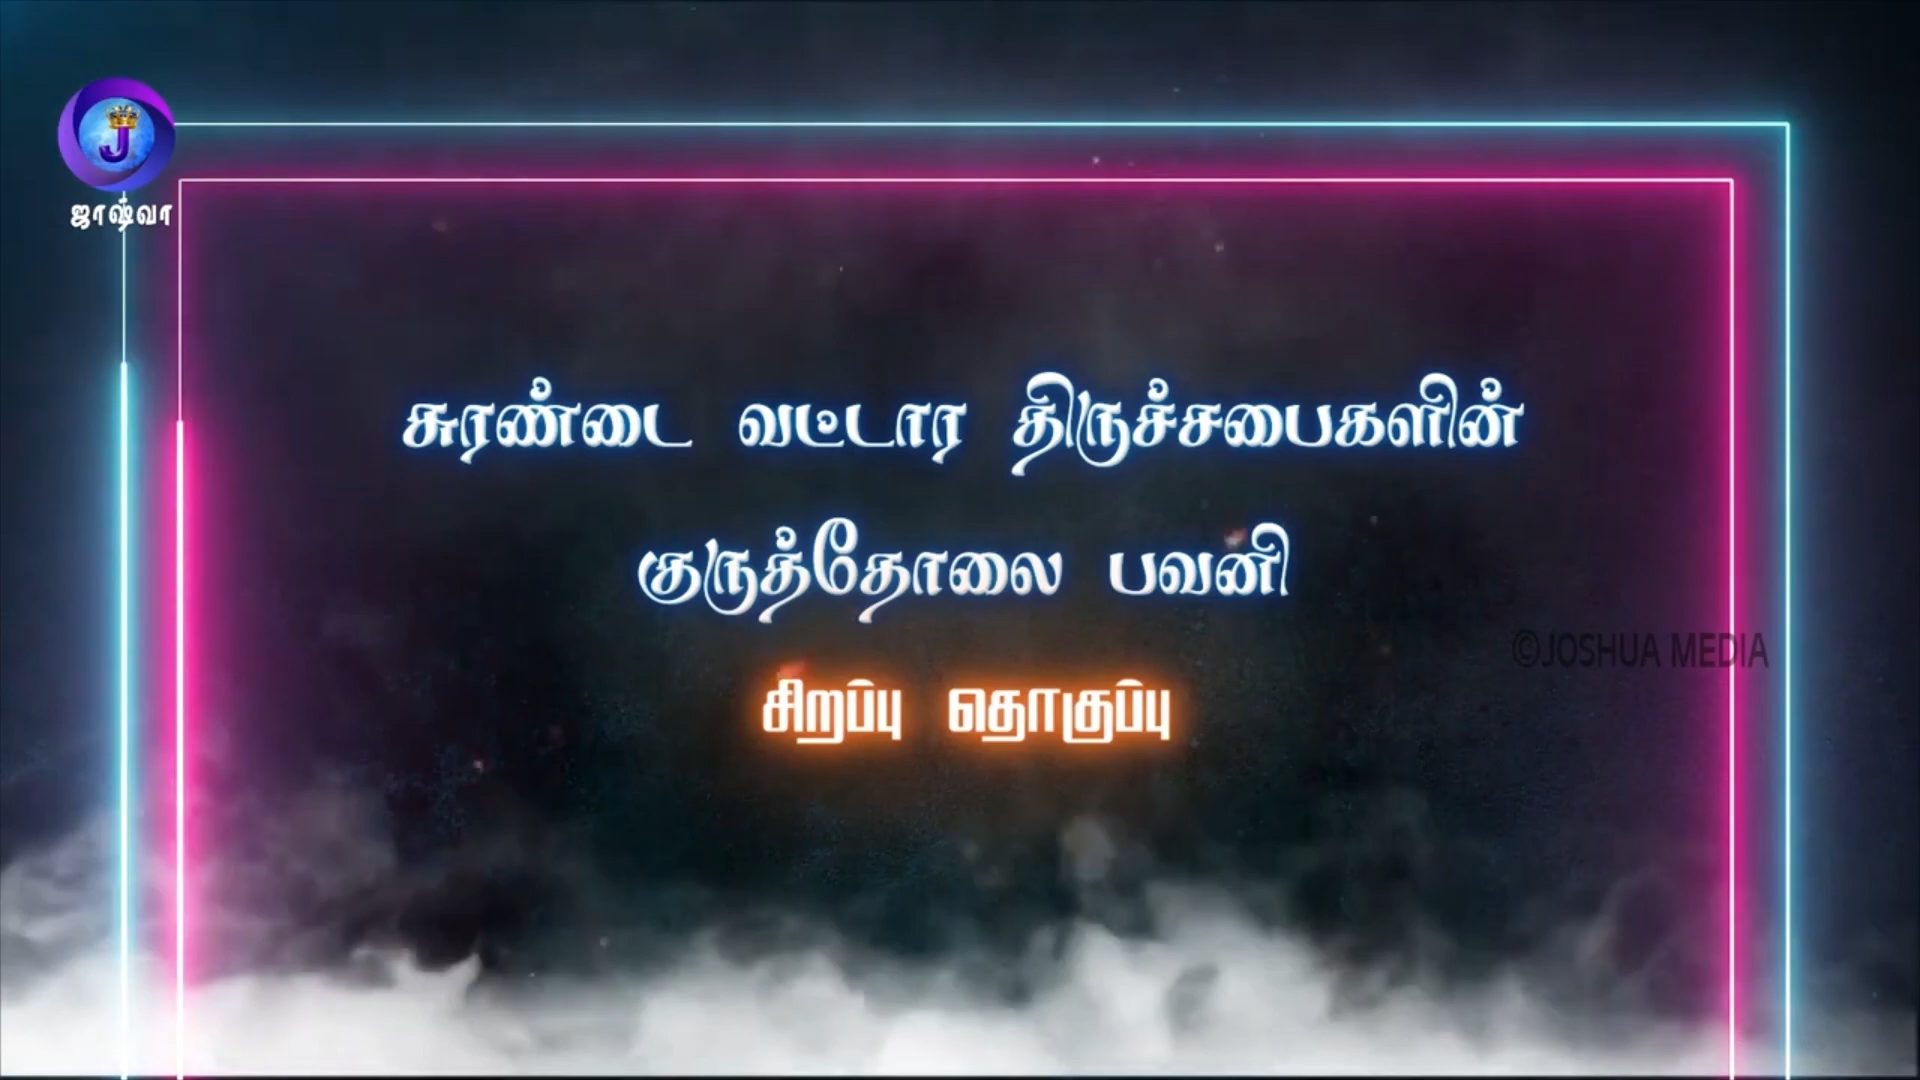 ஜாஷ்வா
சுரண்டை வட்டார திருச்சபைகளின்
குருத்தோலை பவனி
©JOSHUA MEDIA
சிறப்பு தொகுப்பு